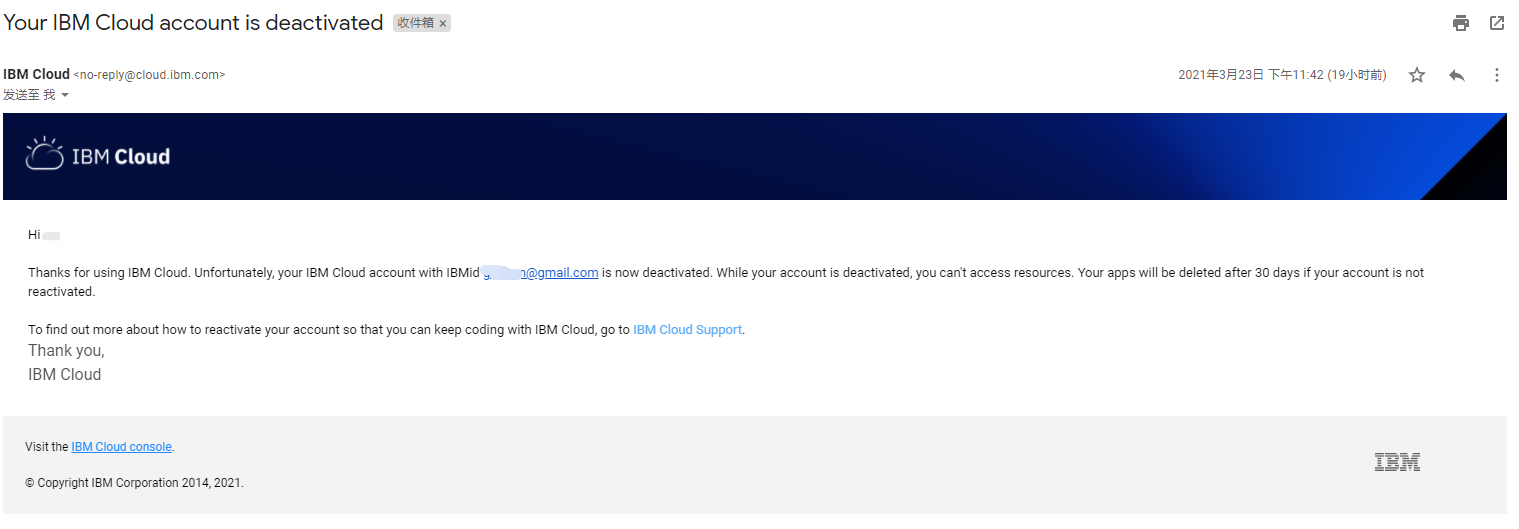 Your IBM Cloud account is deactivated 收件箱 ×
IBM Cloud <no-reply@cloud.ibm.com> 2021年3月23日 下午11:42 (19小时前)
发送至 我
IBM Cloud
Hi
Thanks for using IBM Cloud. Unfortunately, your IBM Cloud account with IBMid g n@gmail.com is now deactivated. While your account is deactivated, you can't access resources. Your apps will be deleted after 30 days if your account is not
reactivated.
To find out more about how to reactivate your account so that you can keep coding with IBM Cloud, go to IBM Cloud Support.
Thank you,
IBM Cloud
Visit the IBM Cloud console.
IBM
© Copyright IBM Corporation 2014, 2021.